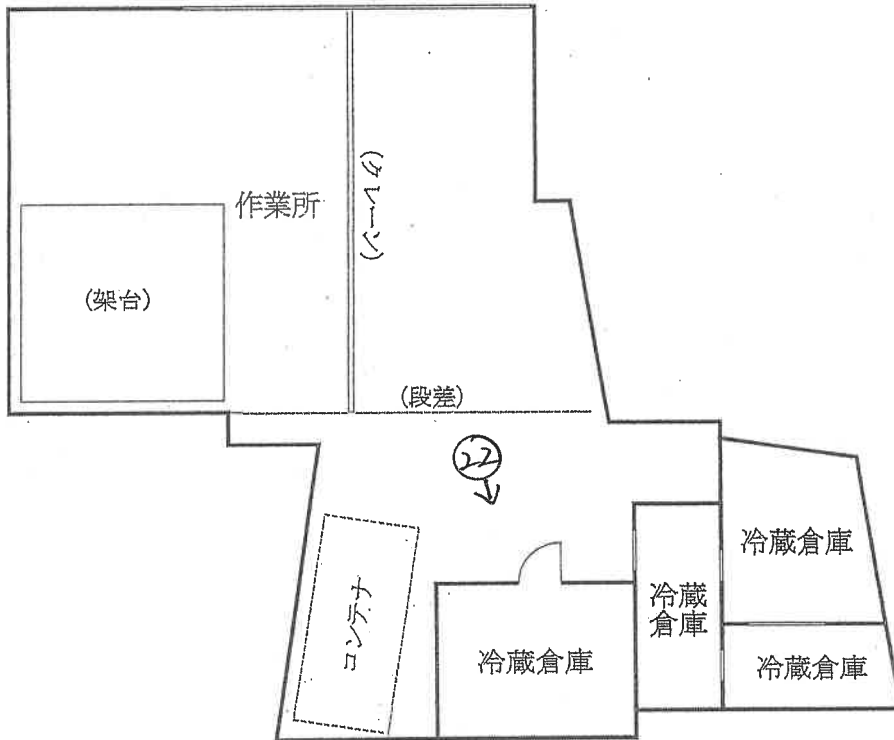 (クレーン)
作業所
(架台)
(段差)
22
冷蔵倉庫
冷蔵
倉庫
コンテナ
冷蔵倉庫
冷蔵倉庫